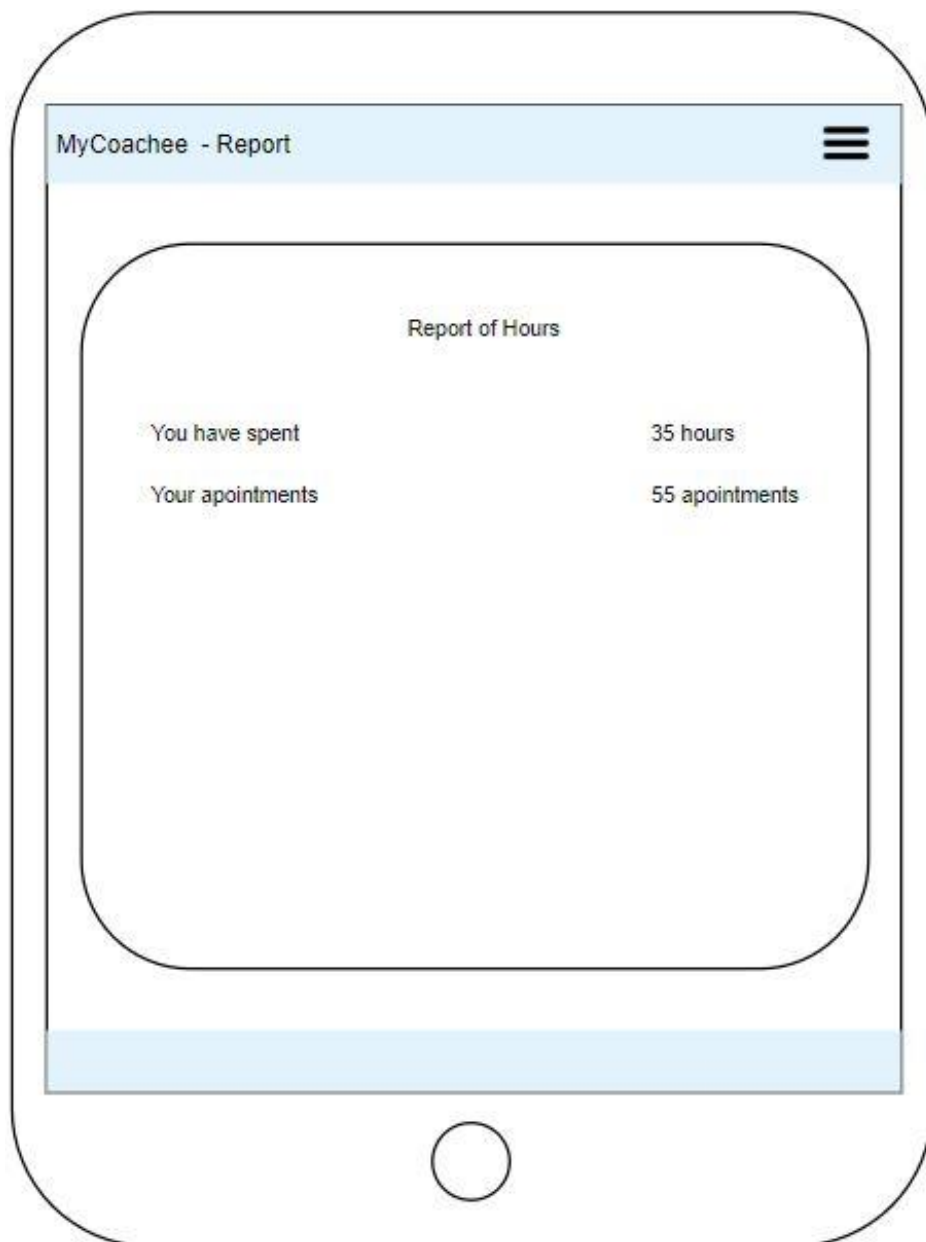 MyCoachee - Report
Report of Hours
You have spent 35 hours
Your apointments 55 apointments